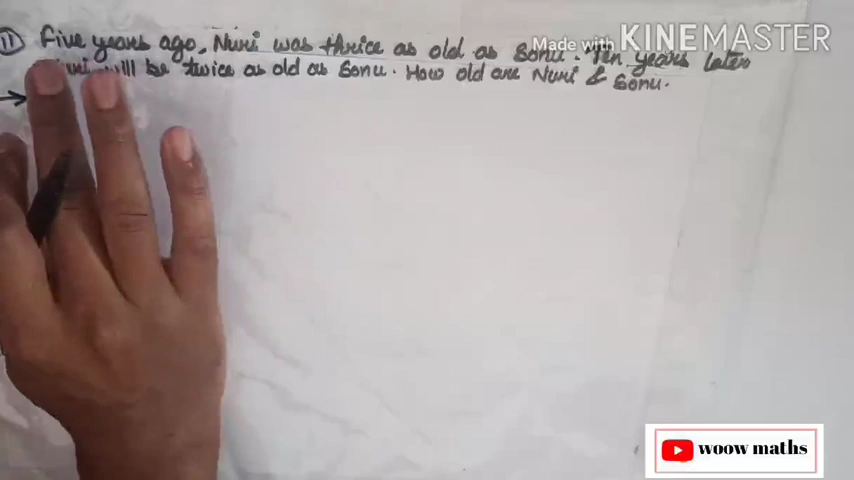 11 Five years ago, Nuri was thrice as old as Sonu. Ten years later
will be twice as old as Sonu. How old are Nuri & Sonu.
Made with KINEMASTER
woow maths